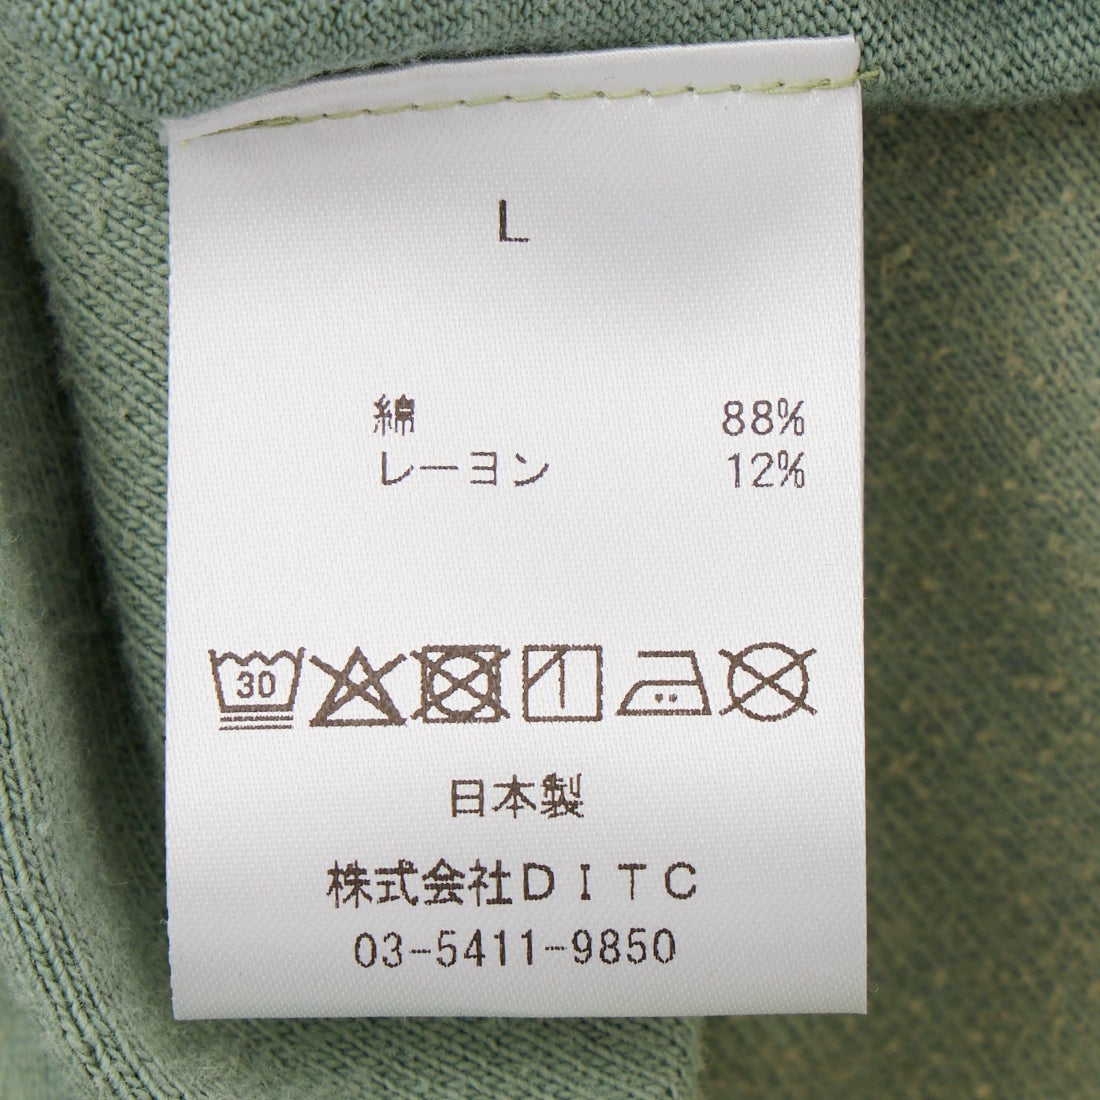 L
綿 88%
レーヨン 12%
30
日本製
株式会社DITC
03-5411-9850